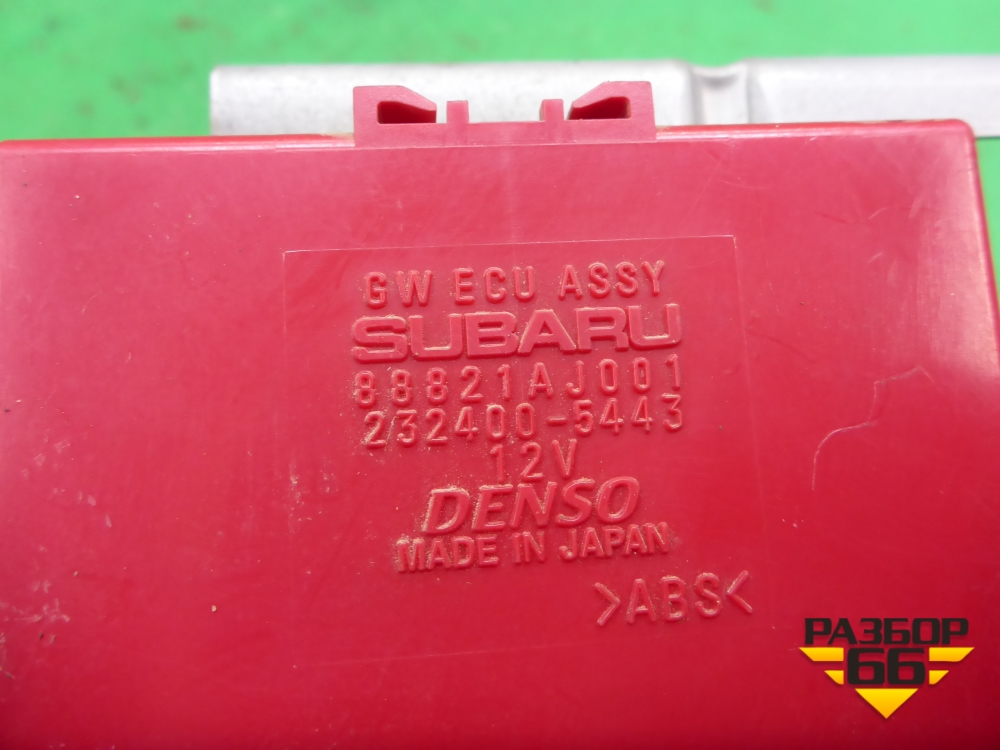 GW ECU ASSY
SUBARU
88821AJ001
232400-5443
12V
DENSO
MADE IN JAPAN
>ABS<
РАЗБОР
66